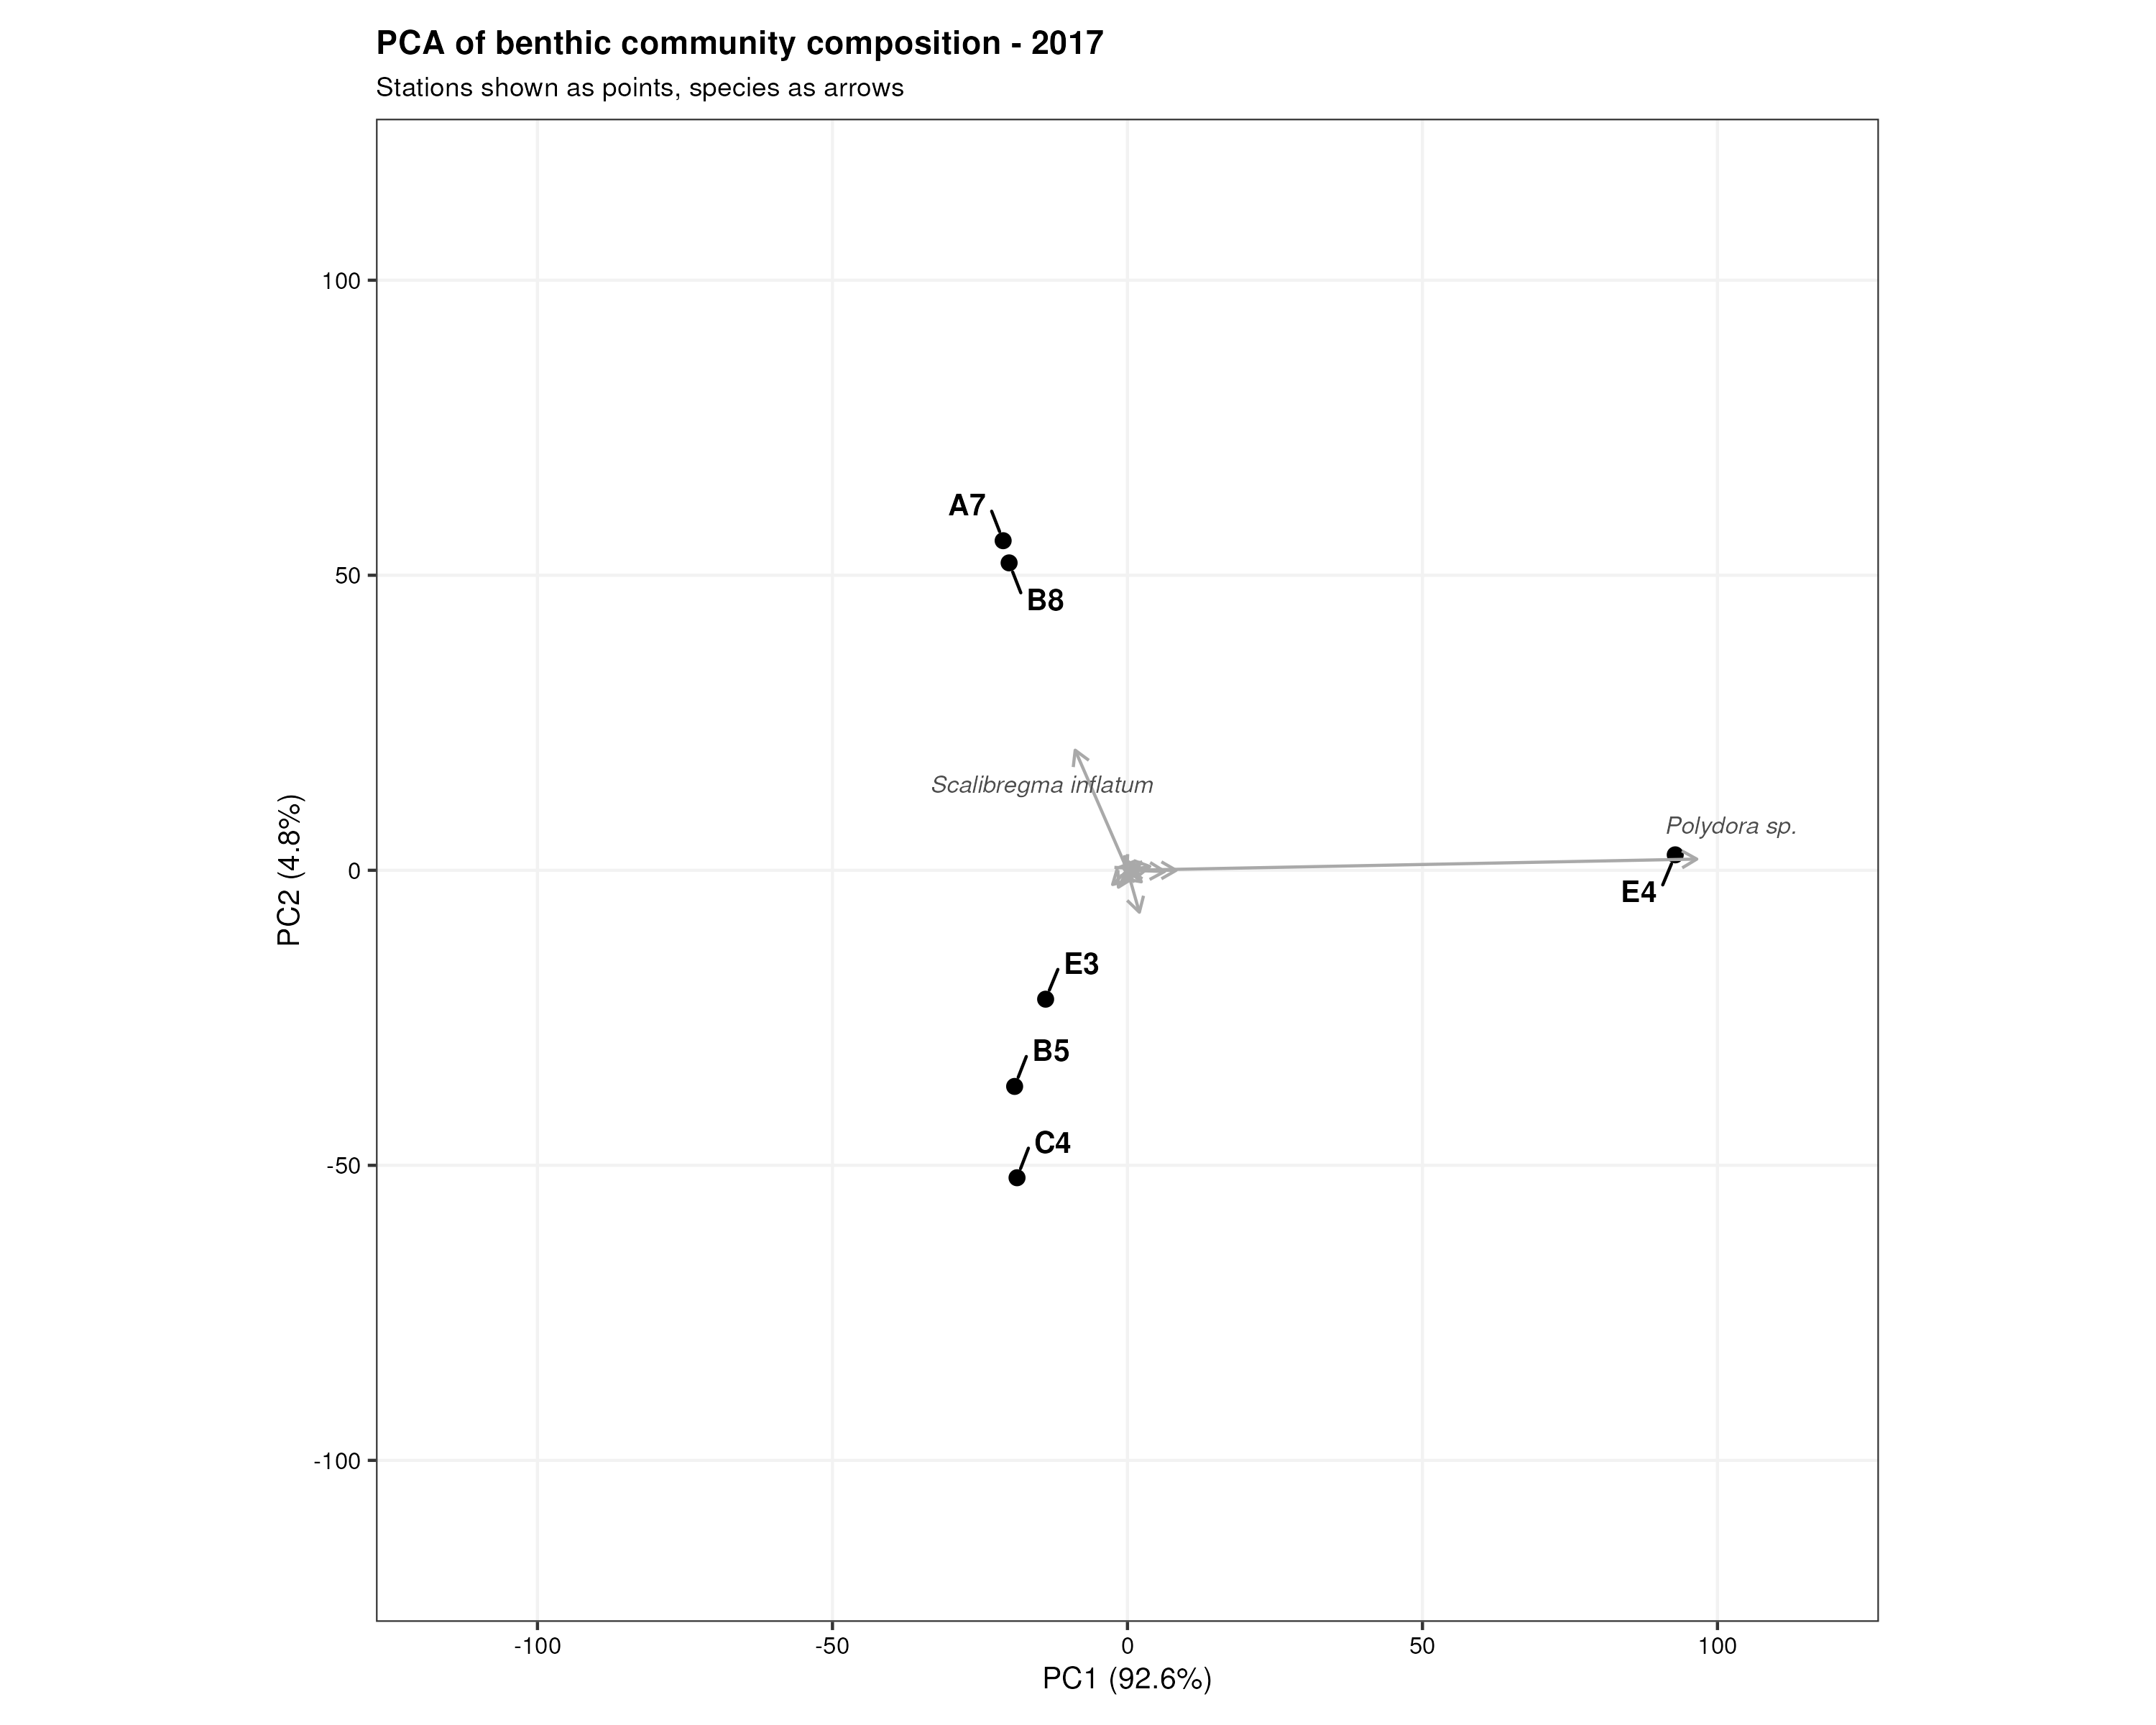 PCA of benthic community composition - 2017
Stations shown as points, species as arrows
100
50
0
-50
-100
PC2 (4.8%)
A7
B8
Scalibregma inflatum
Polydora sp.
E4
E3
B5
C4
-100
-50
0
50
100
PC1 (92.6%)